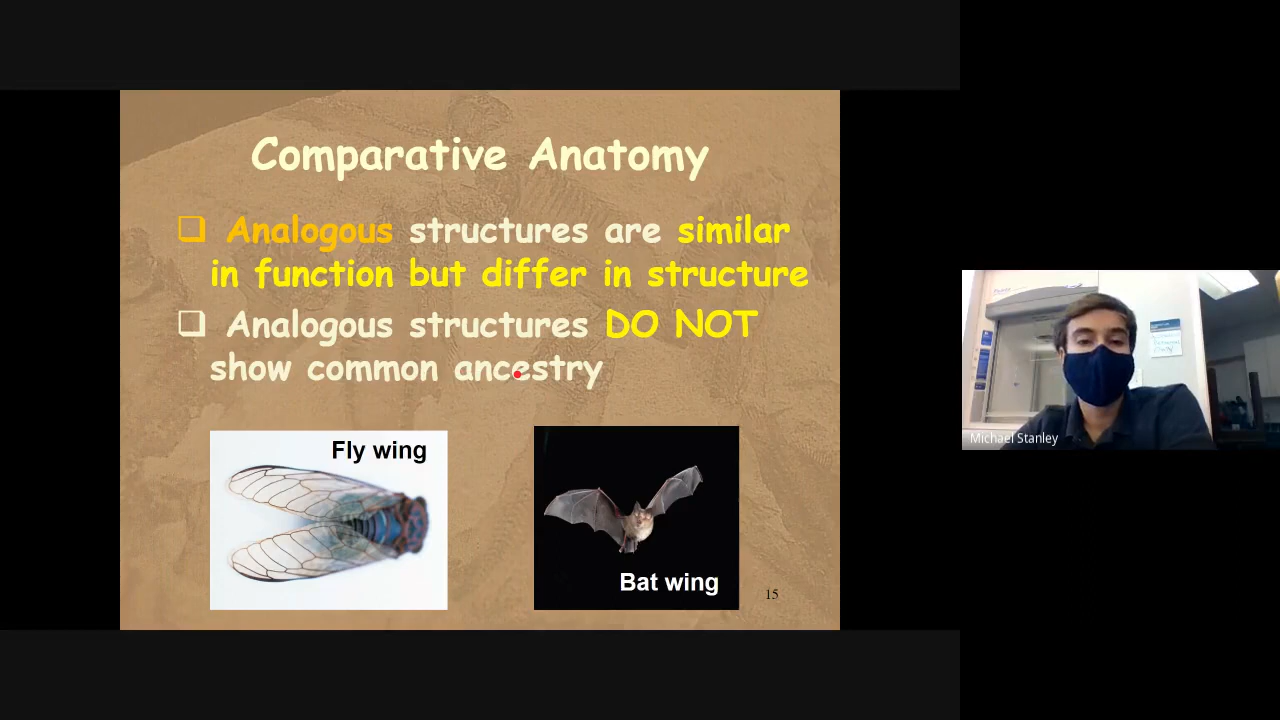 Comparative Anatomy
❑ Analogous structures are similar
in function but differ in structure
❑ Analogous structures DO NOT
show common ancestry
Fly wing
Bat wing
15
Michael Stanley